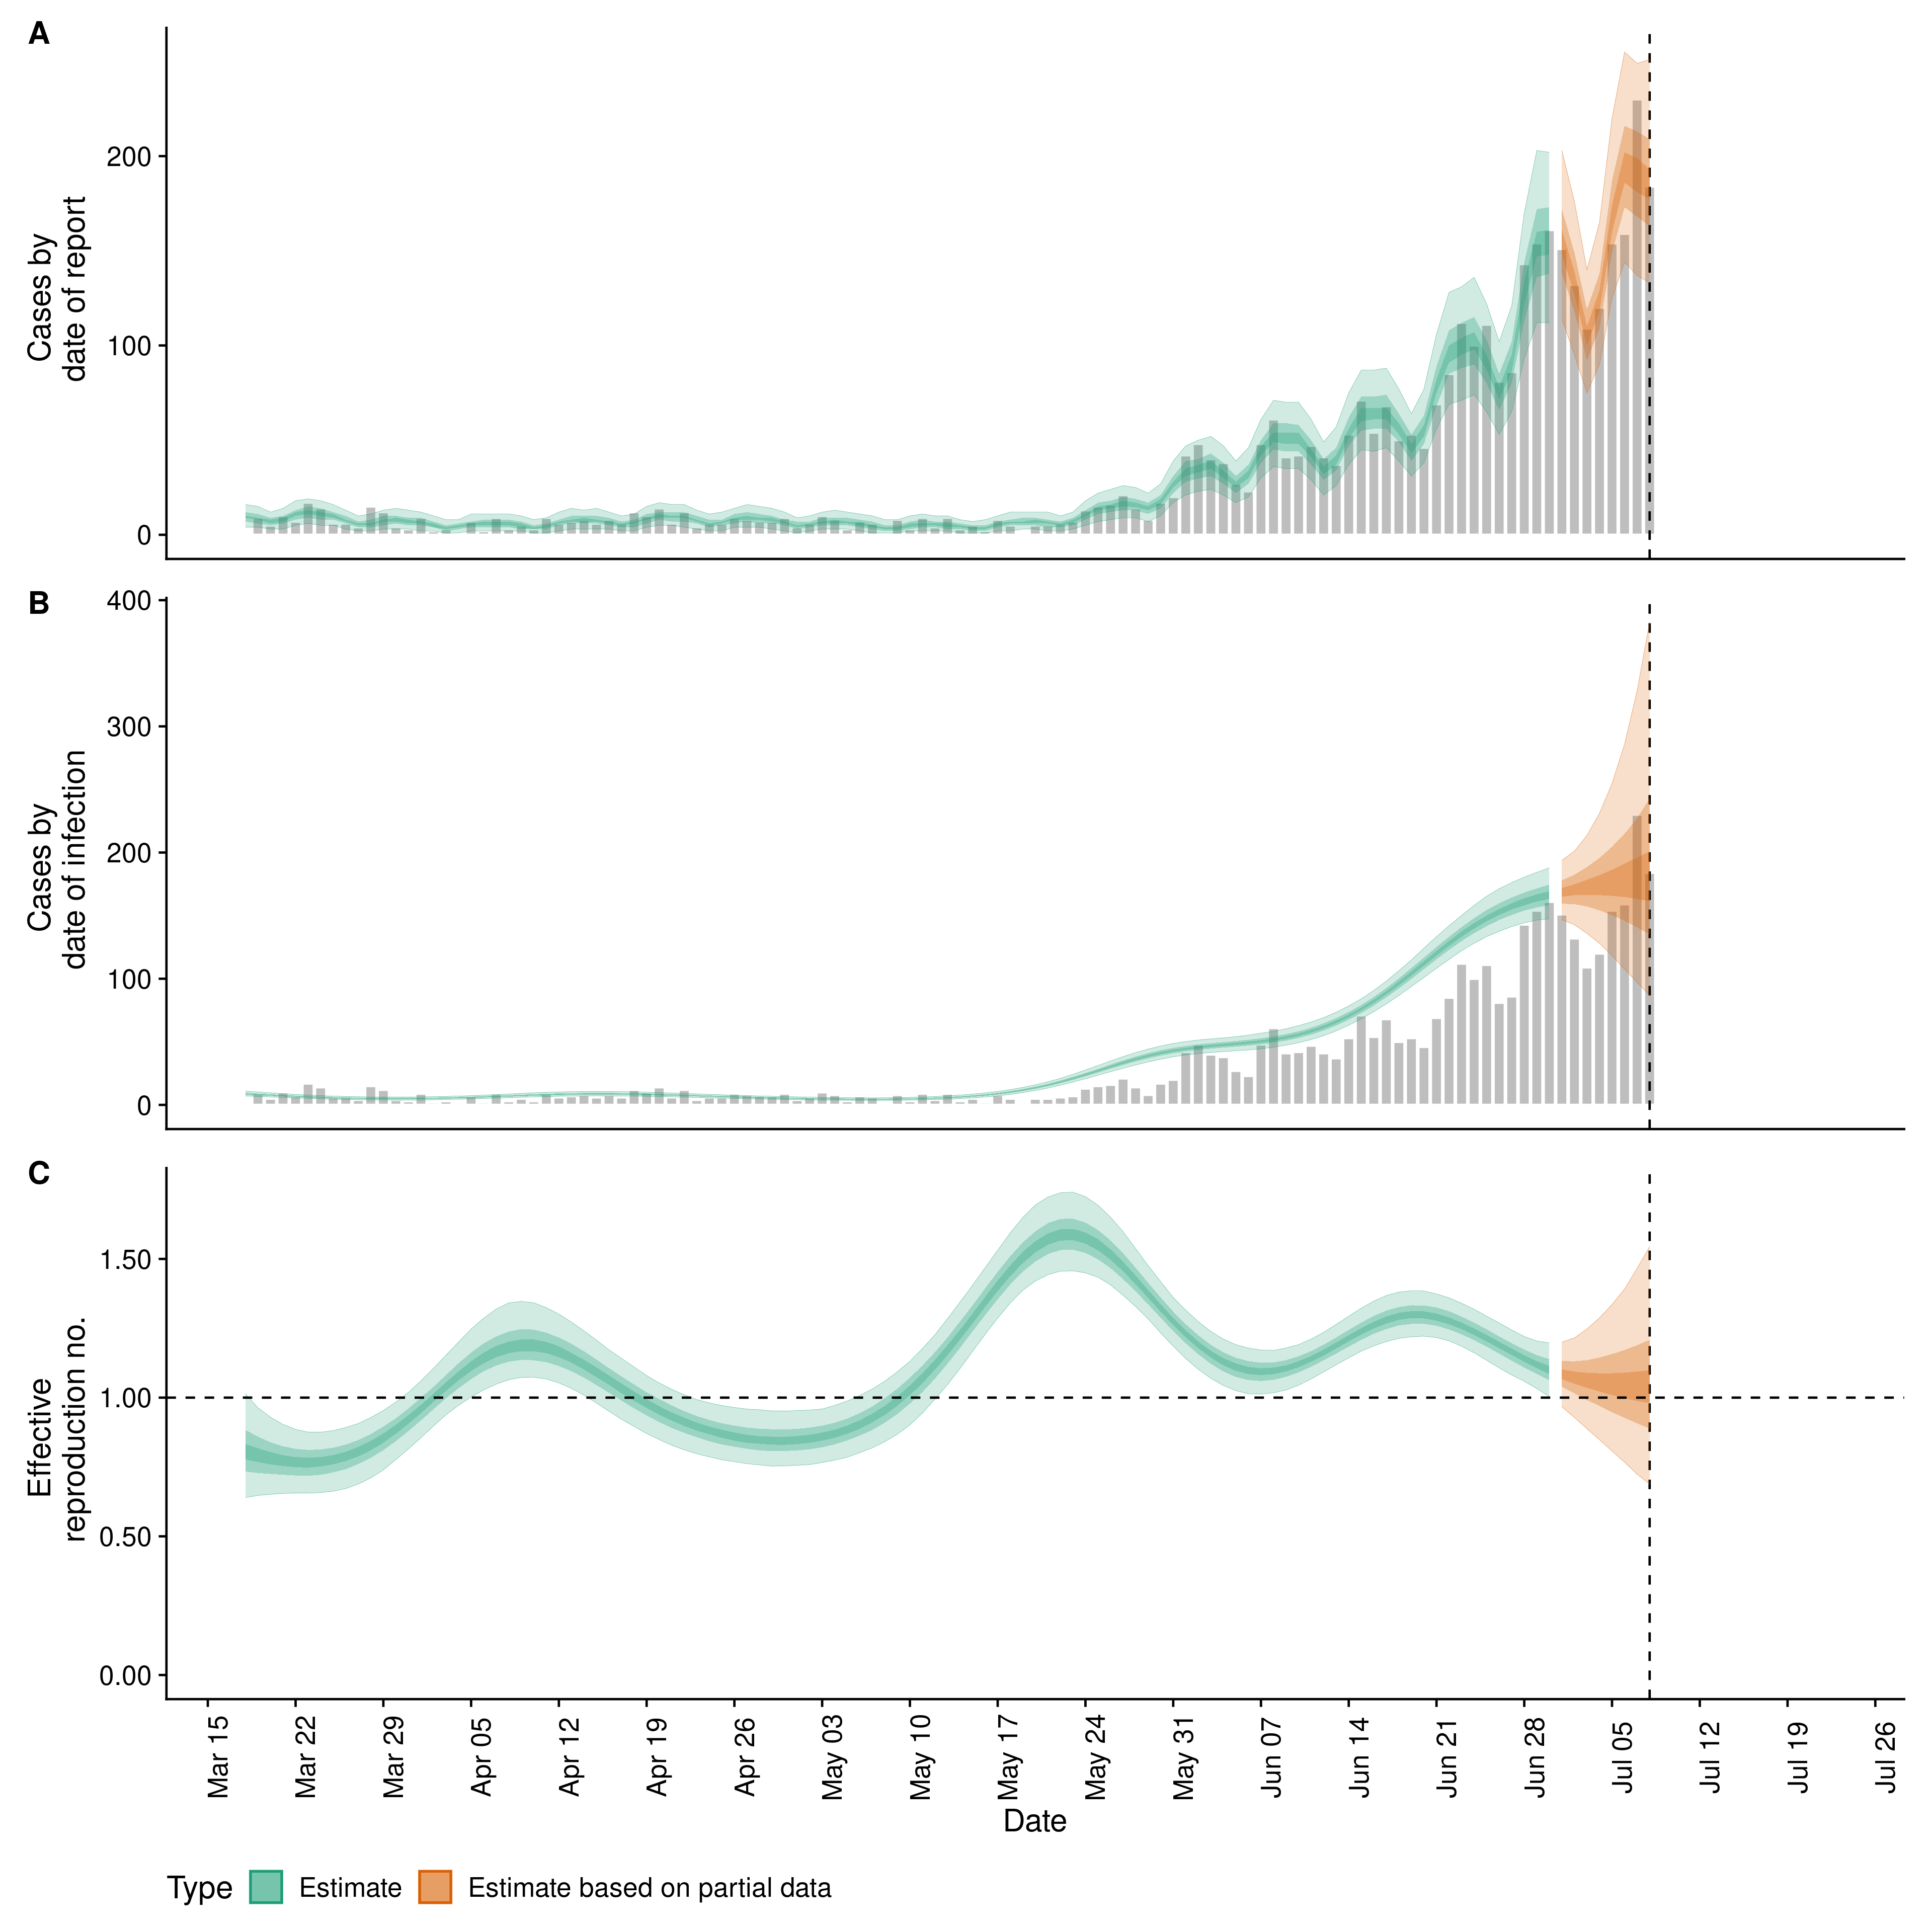 A
Cases by
date of report
200
100
0
B
Cases by
date of infection
400
300
200
100
0
C
Effective
reproduction no.
1.50
1.00
0.50
0.00
Mar 15
Mar 22
Mar 29
Apr 05
Apr 12
Apr 19
Apr 26
May 03
May 10
May 17
May 24
May 31
Jun 07
Jun 14
Jun 21
Jun 28
Jul 05
Jul 12
Jul 19
Jul 26
Date
Type Estimate Estimate based on partial data